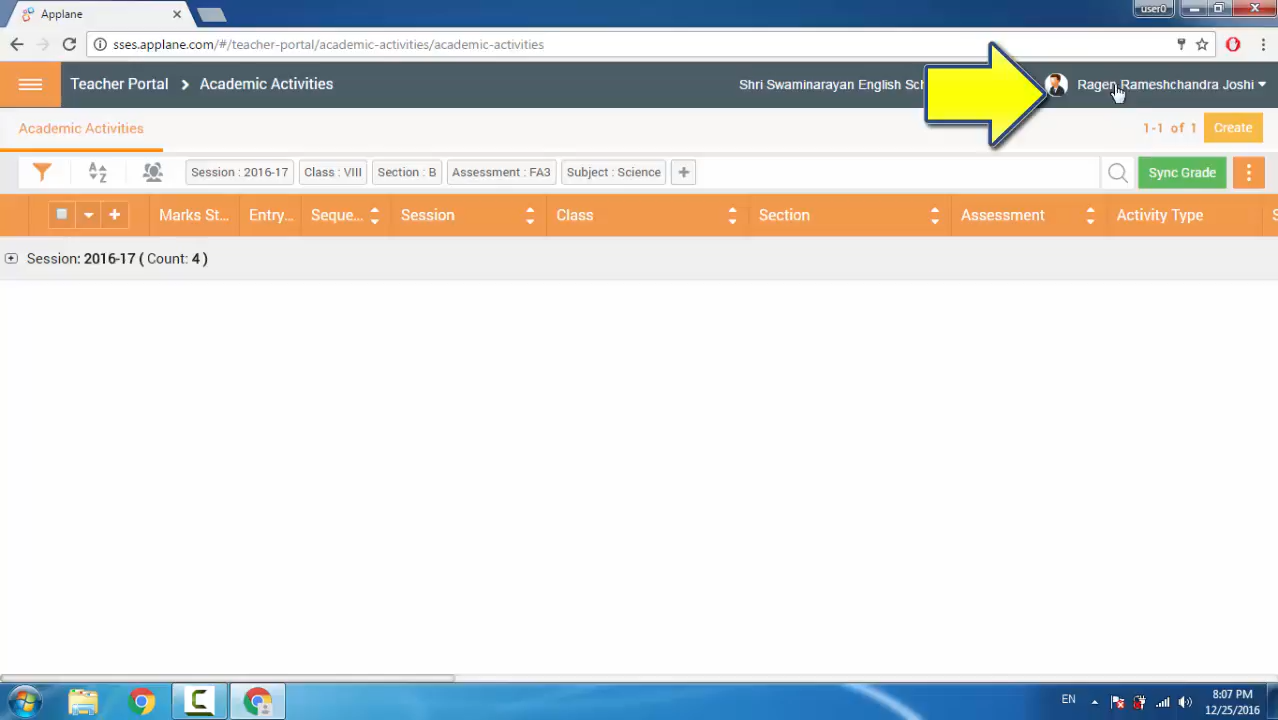 Applane
user0
sses.applane.com/#/teacher-portal/academic-activities/academic-activities
Teacher Portal > Academic Activities Shri Swaminarayan English Sc Ragen Rameshchandra Joshi
Academic Activities 1-1 of 1 Create
Session : 2016-17 Class : VIII Section : B Assessment : FA3 Subject : Science + Sync Grade
Marks St... Entry... Seque... Session Class Section Assessment Activity Type S
Session: 2016-17 ( Count: 4 )
EN 8:07 PM
12/25/2016